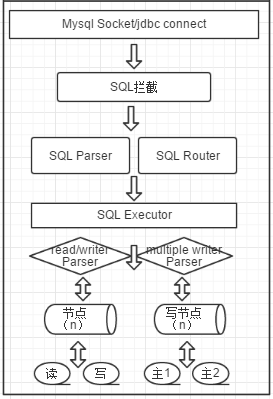 Mysql Socket/jdbc connect
SQL拦截
SQL Parser
SQL Router
SQL Executor
read/writer
Parser
multiple writer
Parser
节点
（n）
写节点
（n）
读
写
主1
主2